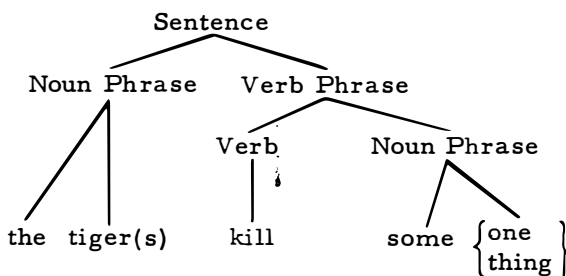 Sentence
Noun Phrase Verb Phrase
Verb Noun Phrase
the tiger(s) kill some {one
thing}